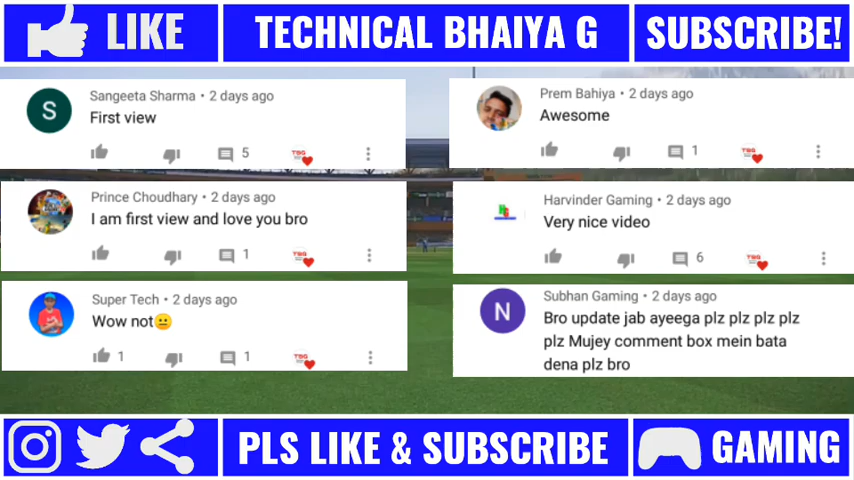 LIKE
TECHNICAL BHAIYA G
SUBSCRIBE!
S
Sangeeta Sharma • 2 days ago
First view
5
Prem Bahiya • 2 days ago
Awesome
1
Prince Choudhary • 2 days ago
I am first view and love you bro
1
Harvinder Gaming • 2 days ago
Very nice video
6
Super Tech • 2 days ago
Wow not😐
1
1
N
Subhan Gaming • 2 days ago
Bro update jab ayeega plz plz plz plz
plz Mujey comment box mein bata
dena plz bro
PLS LIKE & SUBSCRIBE
GAMING